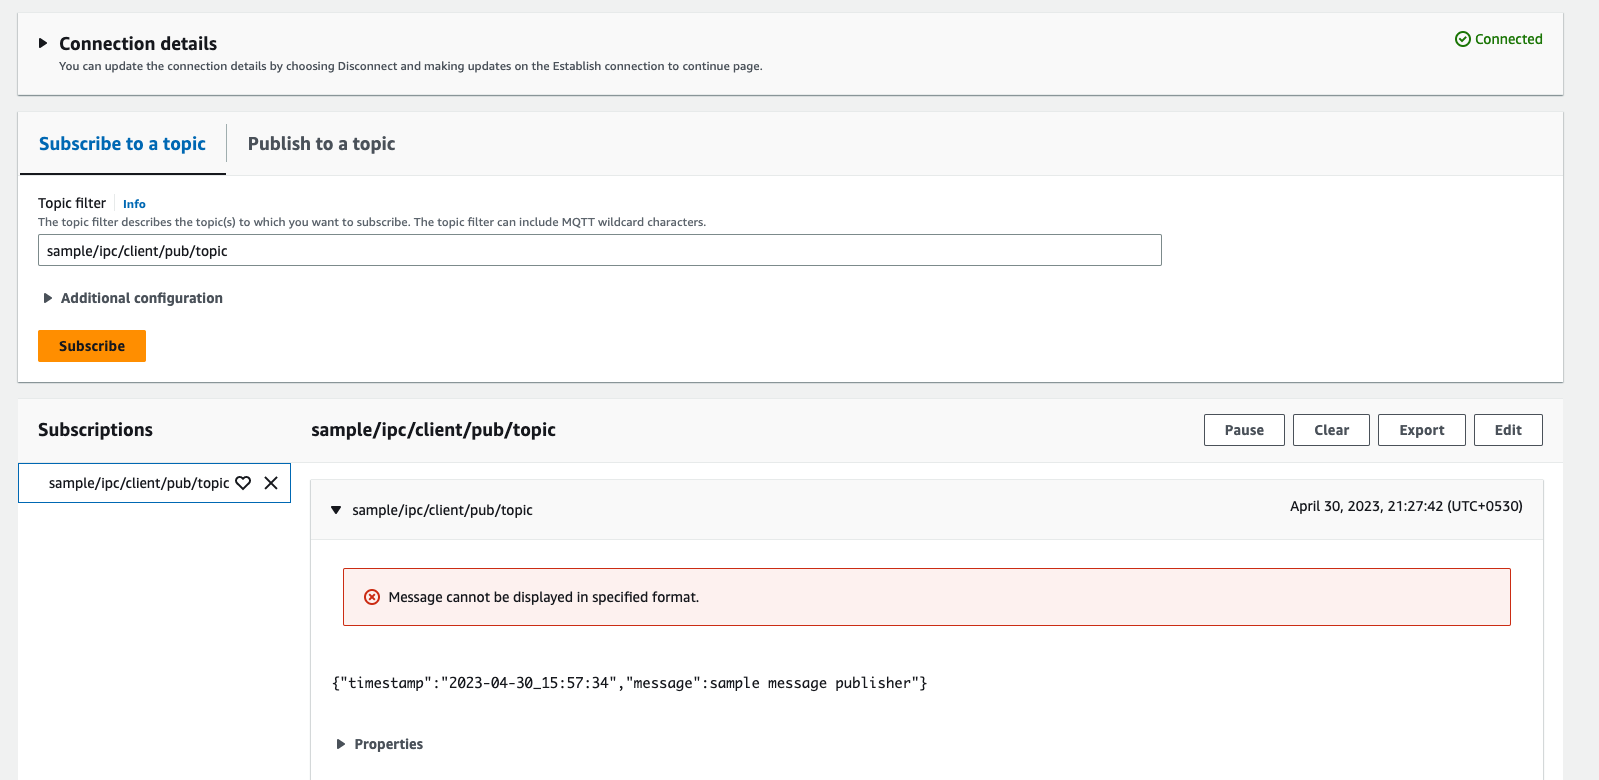 Connection details
Connected
You can update the connection details by choosing Disconnect and making updates on the Establish connection to continue page.
Subscribe to a topic
Publish to a topic
Topic filter
Info
The topic filter describes the topic(s) to which you want to subscribe. The topic filter can include MQTT wildcard characters.
sample/ipc/client/pub/topic
Additional configuration
Subscribe
Subscriptions
sample/ipc/client/pub/topic
Pause
Clear
Export
Edit
sample/ipc/client/pub/topic
sample/ipc/client/pub/topic
April 30, 2023, 21:27:42 (UTC+0530)
Message cannot be displayed in specified format.
{"timestamp":"2023-04-30_15:57:34","message":sample message publisher"}
Properties